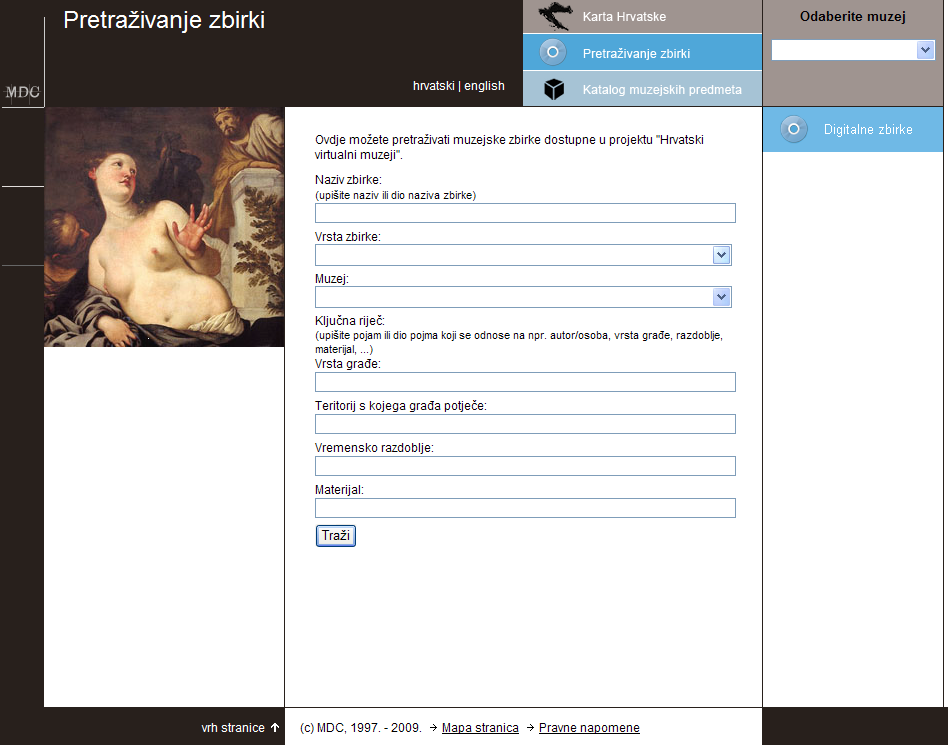 Pretraživanje zbirki
MDC
hrvatski | english
Karta Hrvatske
Pretraživanje zbirki
Katalog muzejskih predmeta
Odaberite muzej
Digitalne zbirke
Ovdje možete pretraživati muzejske zbirke dostupne u projektu "Hrvatski
virtualni muzeji".
Naziv zbirke:
(upišite naziv ili dio naziva zbirke)
Vrsta zbirke:
Muzej:
Ključna riječ:
(upišite pojam ili dio pojma koji se odnose na npr. autor/osoba, vrsta građe, razdoblje,
materijal, ...)
Vrsta građe:
Teritorij s kojega građa potječe:
Vremensko razdoblje:
Materijal:
Traži
vrh stranice ↑
(c) MDC, 1997. - 2009. → Mapa stranica → Pravne napomene